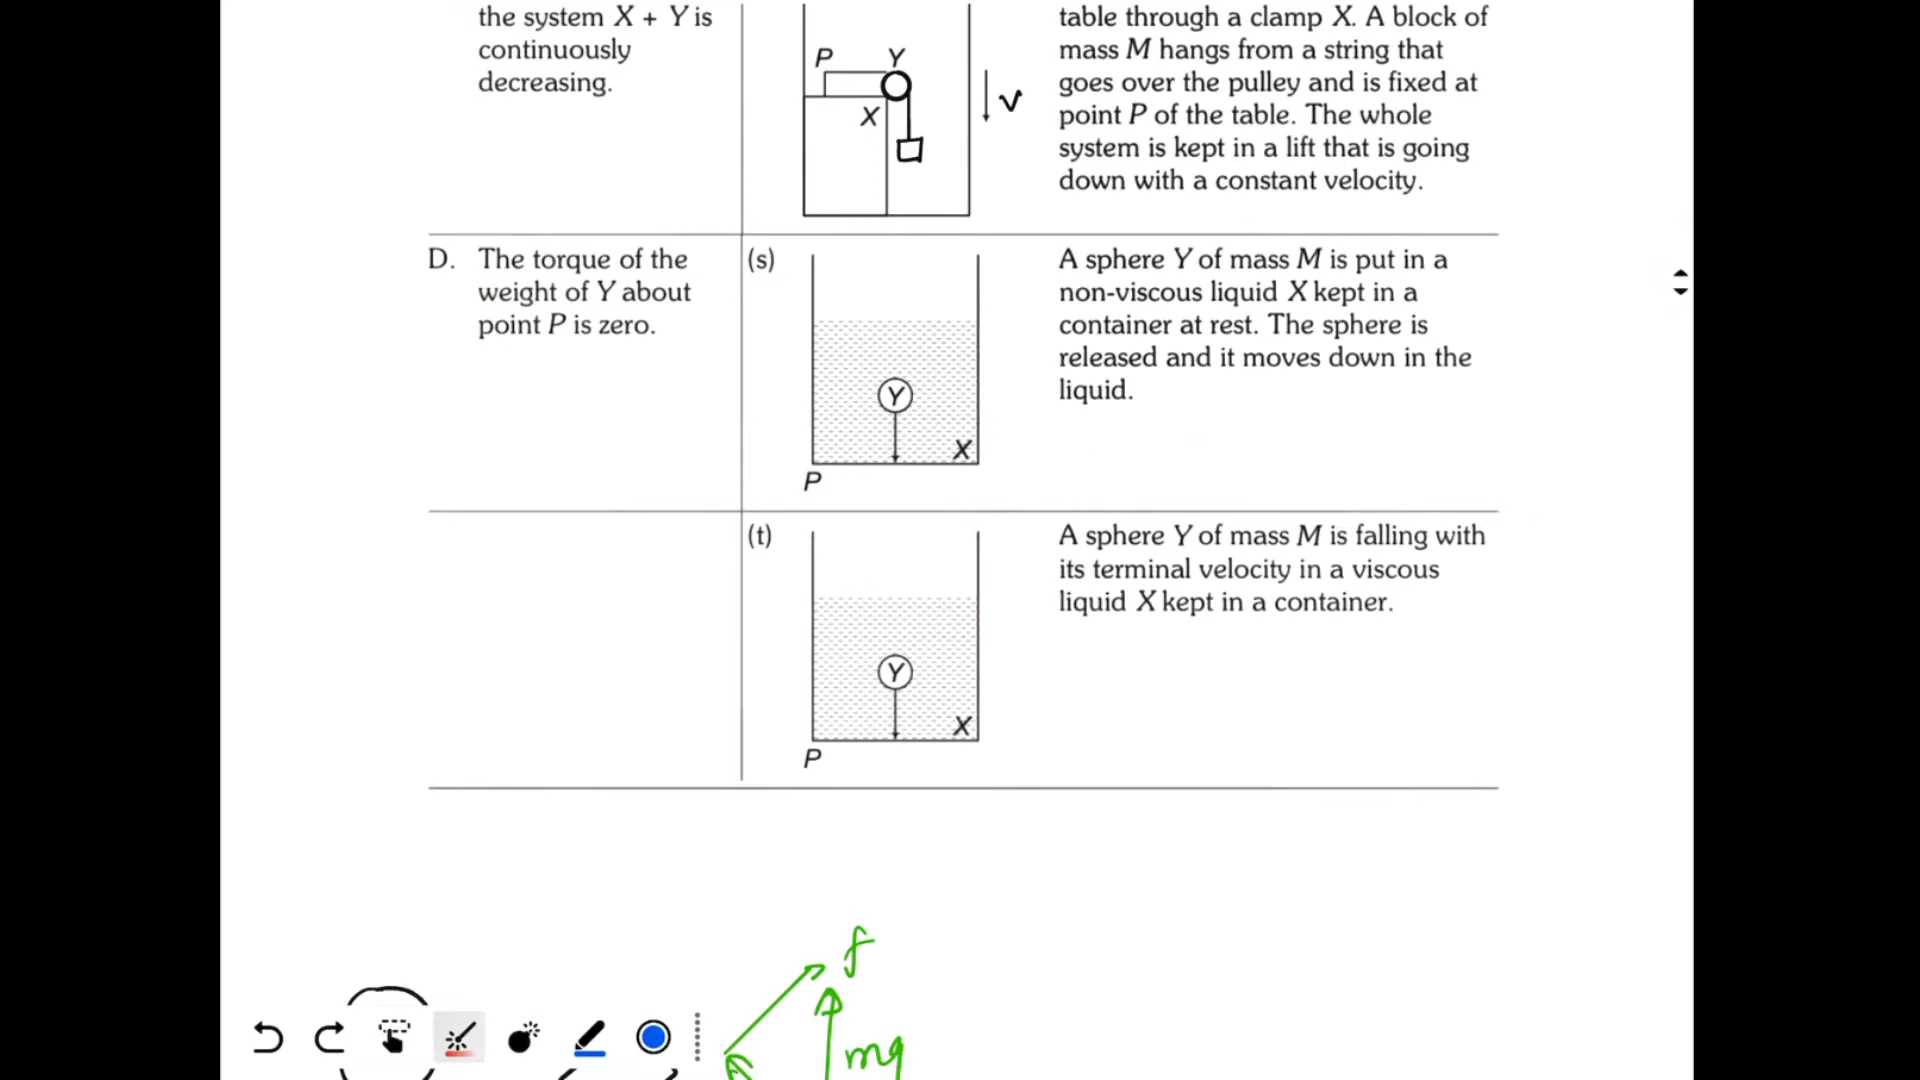 the system X + Y is
continuously
decreasing.
P
Y
X
V
table through a clamp X. A block of
mass M hangs from a string that
goes over the pulley and is fixed at
point P of the table. The whole
system is kept in a lift that is going
down with a constant velocity.
D. The torque of the
weight of Y about
point P is zero.
(s)
Y
X
P
A sphere Y of mass M is put in a
non-viscous liquid X kept in a
container at rest. The sphere is
released and it moves down in the
liquid.
(t)
Y
X
P
A sphere Y of mass M is falling with
its terminal velocity in a viscous
liquid X kept in a container.
f
mg